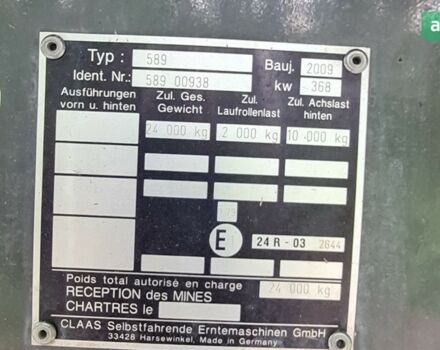 Typ : 589 Bauj. 2009
Ident. Nr.: 589 00938 kw 368
Ausführungen vorn u. hinten Zul. Ges. Gewicht Zul. Laufrollenlast Zul. Achslast hinten
24 000 kg 2 000 kg 10 000 kg
E 24 R - 03 2644
Poids total autorisé en charge 24 000 kg
RECEPTION des MINES
CHARTRES le
CLAAS Selbstfahrende Erntemaschinen GmbH
33428 Harsewinkel, Made in Germany